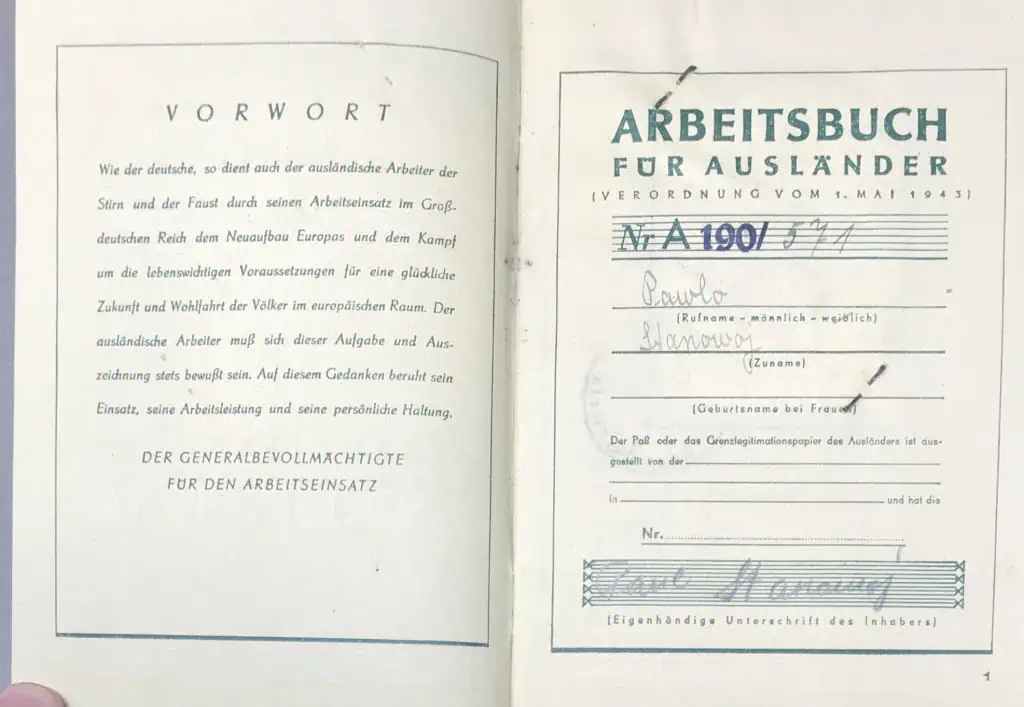 VORWORT
Wie der deutsche, so dient auch der ausländische Arbeiter der
Stirn und der Faust durch seinen Arbeitseinsatz im Groß-
deutschen Reich dem Neuaufbau Europas und dem Kampf
um die lebenswichtigen Voraussetzungen für eine glückliche
Zukunft und Wohlfahrt der Völker im europäischen Raum. Der
ausländische Arbeiter muß sich dieser Aufgabe und Aus-
zeichnung stets bewußt sein. Auf diesem Gedanken beruht sein
Einsatz, seine Arbeitsleistung und seine persönliche Haltung.
DER GENERALBEVOLLMÄCHTIGTE
FÜR DEN ARBEITSEINSATZ
ARBEITSBUCH
FÜR AUSLÄNDER
(VERORDNUNG VOM 1. MAI 1943)
Nr A 190/ 571
Pawlo
(Rufname – männlich – weiblich)
Stanowoj
(Zuname)
(Geburtsname bei Frauen)
Der Paß oder das Grenzlegitimationspapier des Ausländers ist aus-
gestellt von der
in und hat die
Nr.
(Eigenhändige Unterschrift des Inhabers)
1